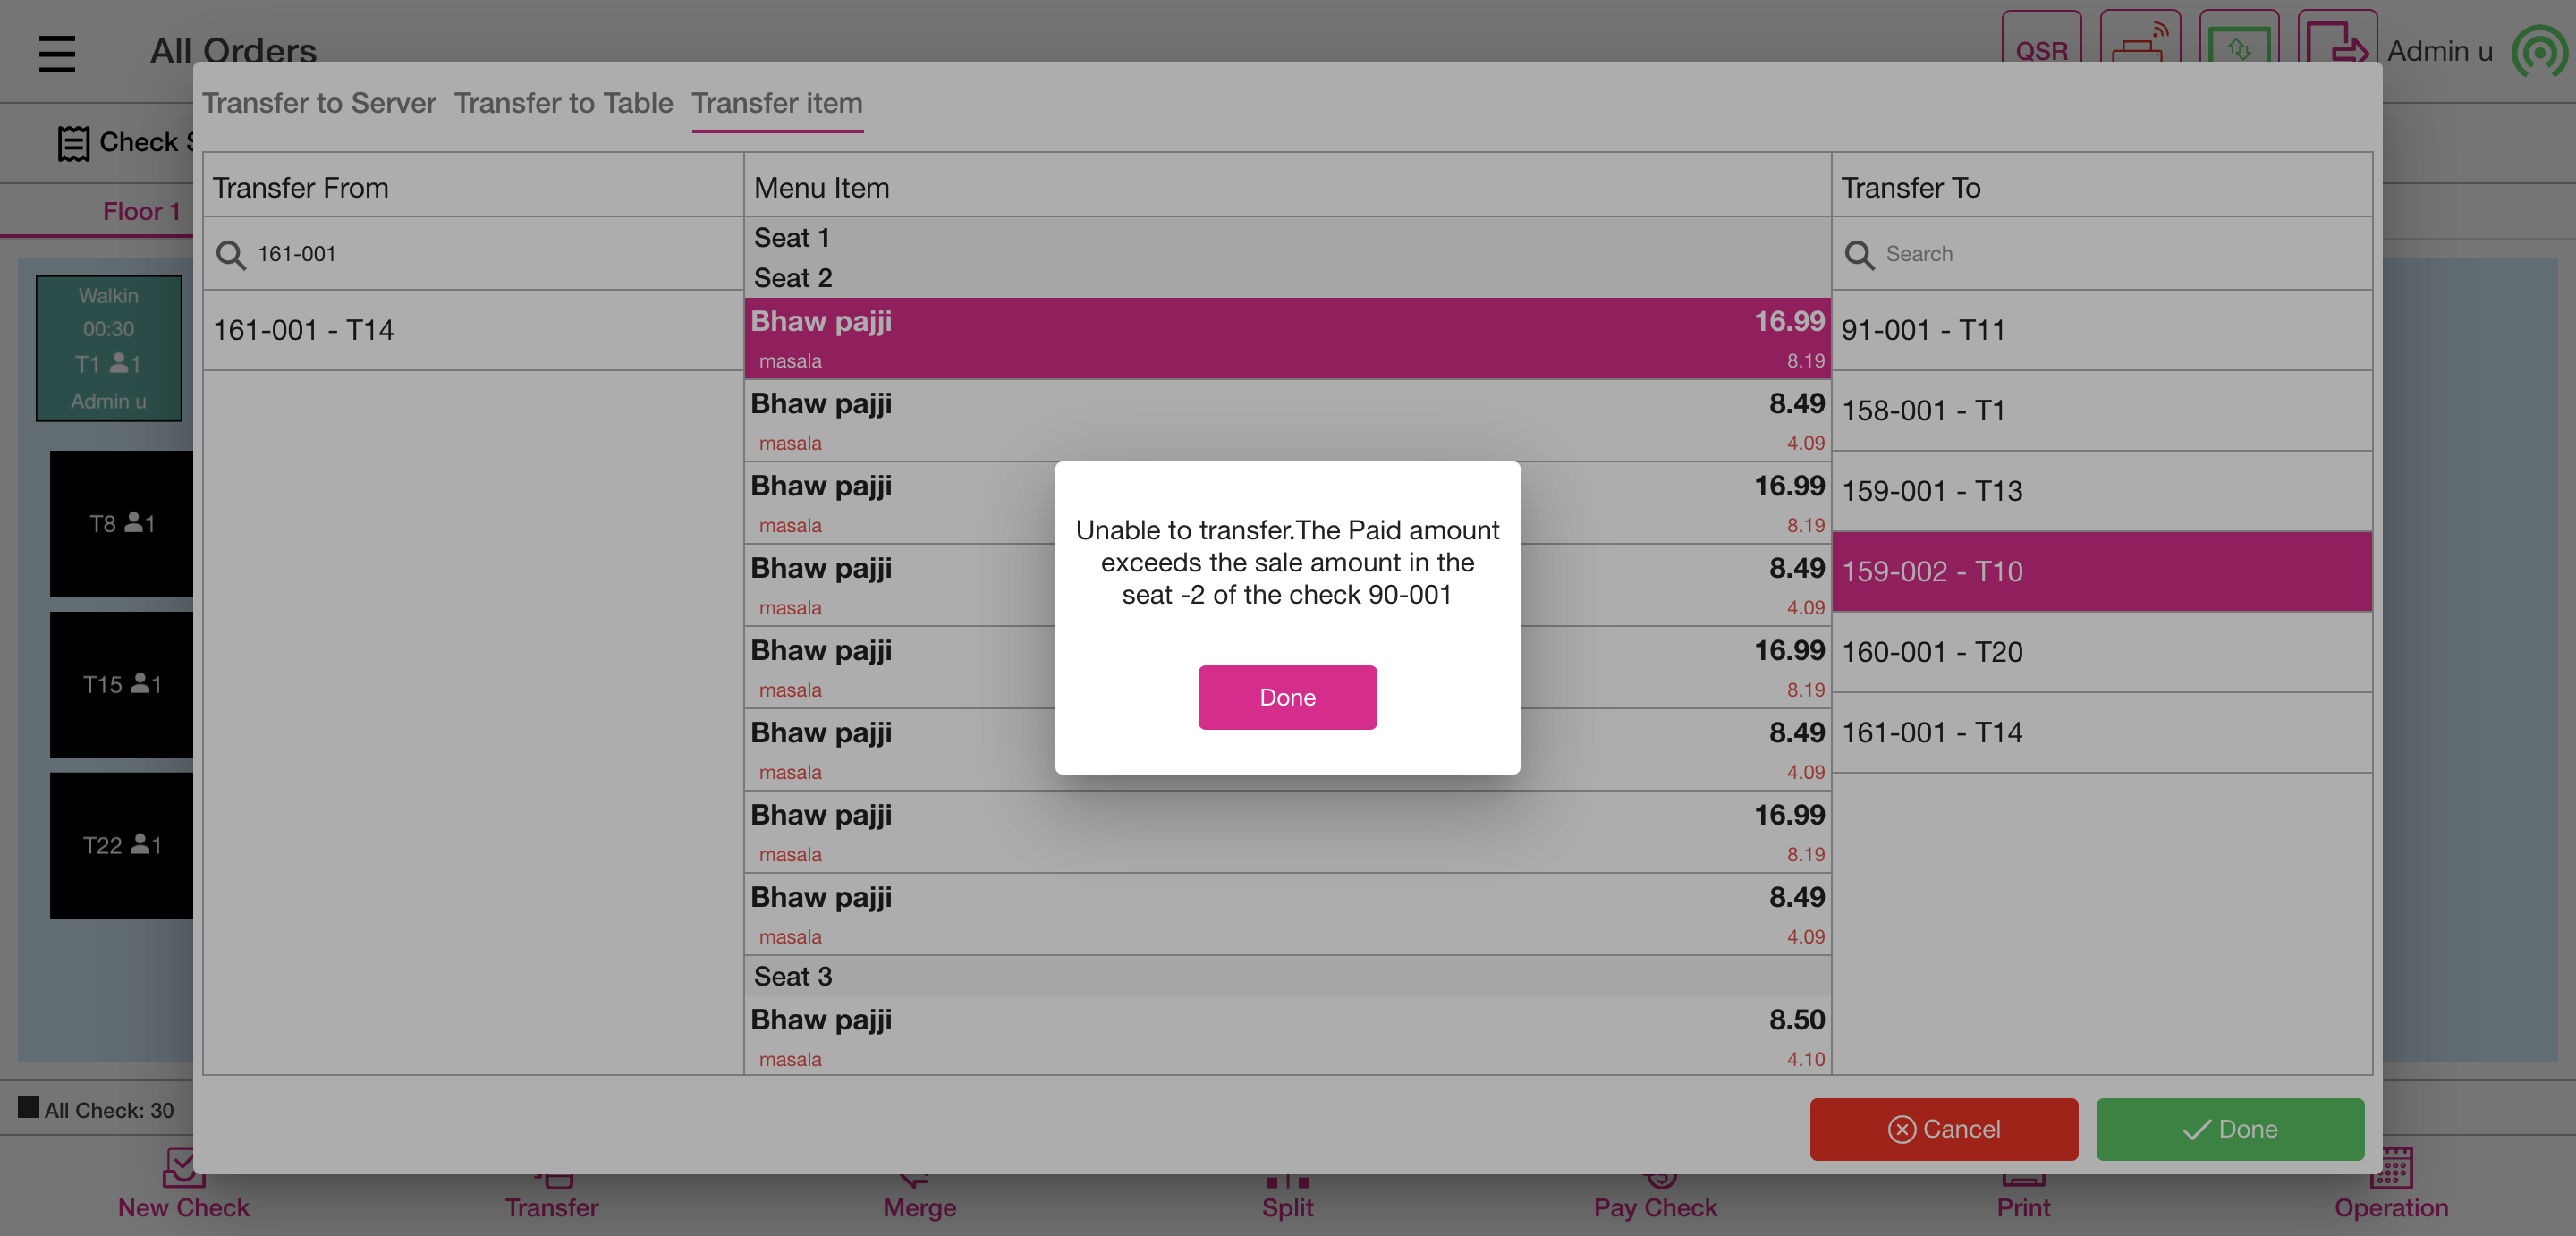 All Orders
QSR
Admin u
Transfer to Server Transfer to Table Transfer item
Check
Floor 1
Transfer From
161-001
161-001 - T14
Menu Item
Seat 1
Seat 2
Bhaw pajji 16.99
masala 8.19
Bhaw pajji 8.49
masala 4.09
Bhaw pajji 16.99
masala 8.19
Bhaw pajji 8.49
masala 4.09
Bhaw pajji 16.99
masala 8.19
Bhaw pajji 8.49
masala 4.09
Bhaw pajji 16.99
masala 8.19
Bhaw pajji 8.49
masala 4.09
Seat 3
Bhaw pajji 8.50
masala 4.10
Transfer To
Search
91-001 - T11
158-001 - T1
159-001 - T13
159-002 - T10
160-001 - T20
161-001 - T14
Unable to transfer.The Paid amount
exceeds the sale amount in the
seat -2 of the check 90-001
Done
Walkin
00:30
T1 1
Admin u
T8 1
T15 1
T22 1
All Check: 30
Cancel
Done
New Check
Transfer
Merge
Split
Pay Check
Print
Operation